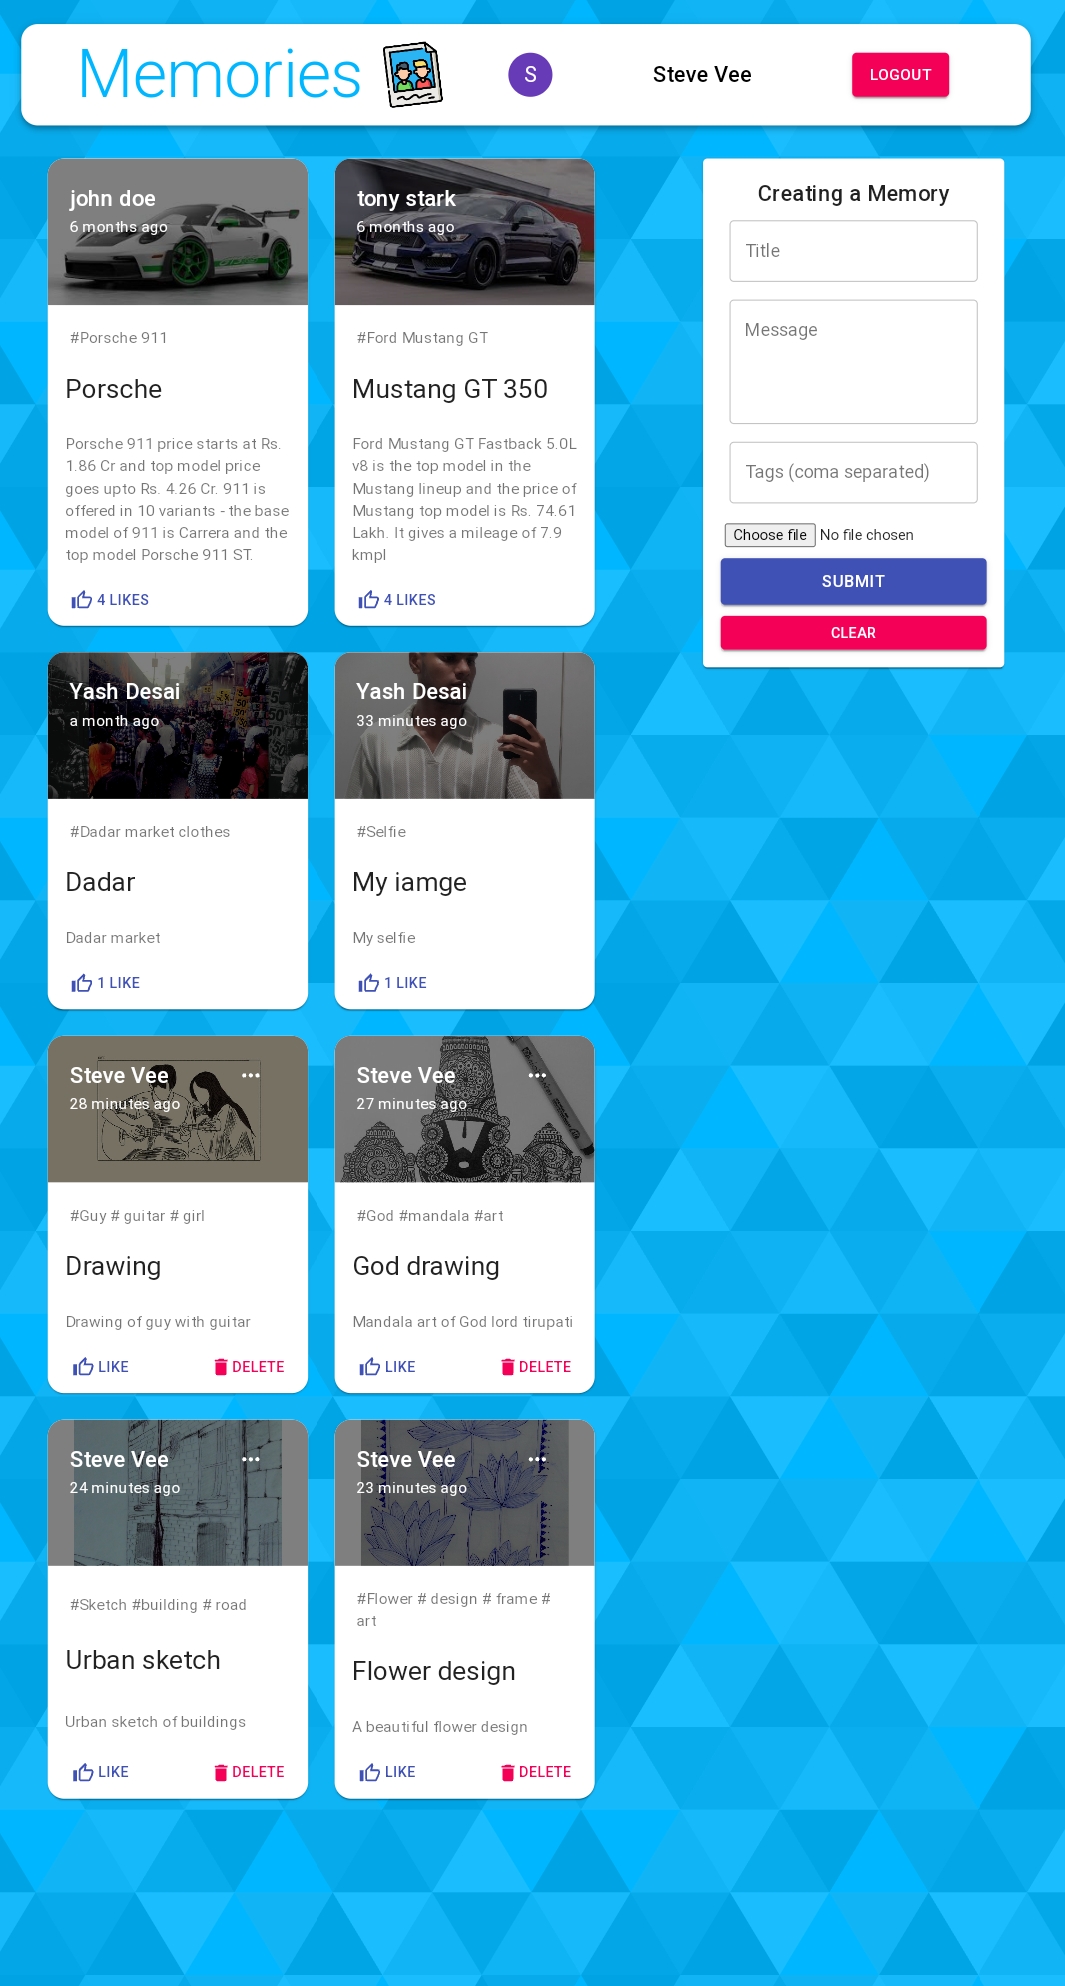 Memories
S
Steve Vee
LOGOUT
john doe
6 months ago
#Porsche 911
Porsche
Porsche 911 price starts at Rs.
1.86 Cr and top model price
goes upto Rs. 4.26 Cr. 911 is
offered in 10 variants - the base
model of 911 is Carrera and the
top model Porsche 911 ST.
4 LIKES
tony stark
6 months ago
#Ford Mustang GT
Mustang GT 350
Ford Mustang GT Fastback 5.0L
v8 is the top model in the
Mustang lineup and the price of
Mustang top model is Rs. 74.61
Lakh. It gives a mileage of 7.9
kmpl
4 LIKES
Creating a Memory
Title
Message
Tags (coma separated)
Choose file No file chosen
SUBMIT
CLEAR
Yash Desai
a month ago
#Dadar market clothes
Dadar
Dadar market
1 LIKE
Yash Desai
33 minutes ago
#Selfie
My iamge
My selfie
1 LIKE
Steve Vee
28 minutes ago
#Guy # guitar # girl
Drawing
Drawing of guy with guitar
LIKE
DELETE
Steve Vee
27 minutes ago
#God #mandala #art
God drawing
Mandala art of God lord tirupati
LIKE
DELETE
Steve Vee
24 minutes ago
#Sketch #building # road
Urban sketch
Urban sketch of buildings
LIKE
DELETE
Steve Vee
23 minutes ago
#Flower # design # frame #
art
Flower design
A beautiful flower design
LIKE
DELETE